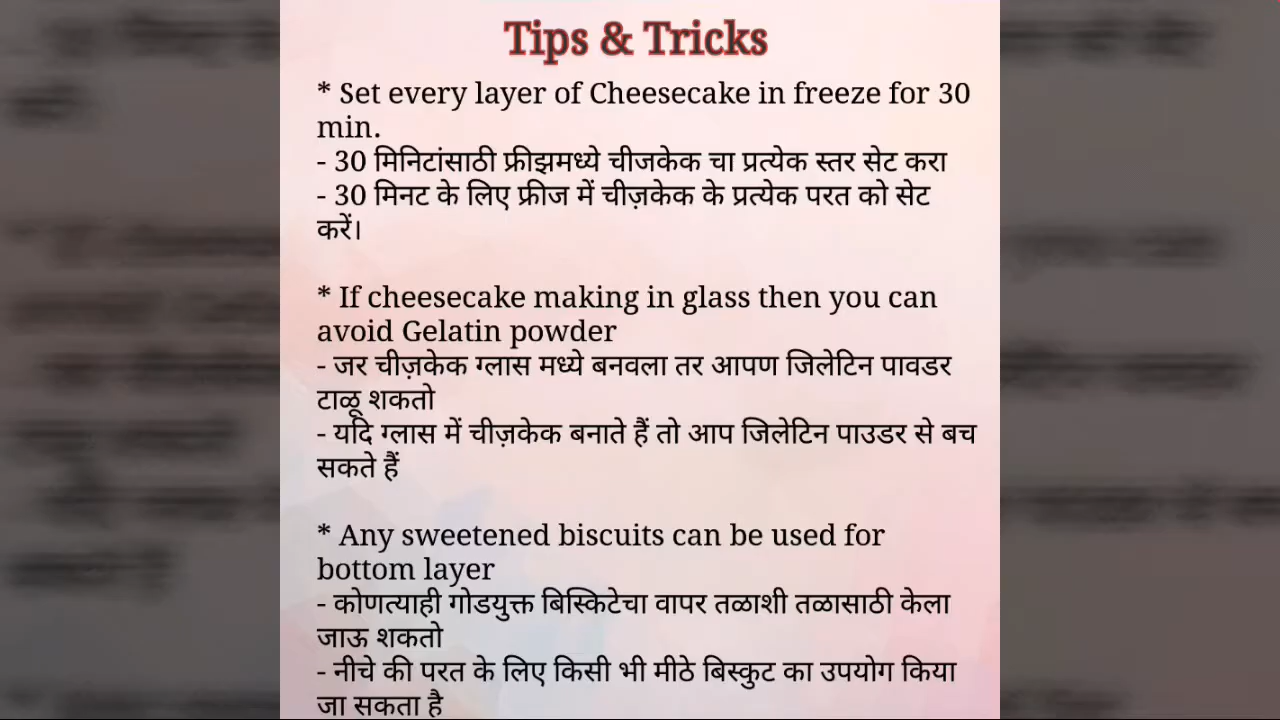 Tips & Tricks
* Set every layer of Cheesecake in freeze for 30
min.
- 30 मिनिटांसाठी फ्रीझमध्ये चीजकेक चा प्रत्येक स्तर सेट करा
- 30 मिनट के लिए फ्रीज में चीज़केक के प्रत्येक परत को सेट
करें।
* If cheesecake making in glass then you can
avoid Gelatin powder
- जर चीज़केक ग्लास मध्ये बनवला तर आपण जिलेटिन पावडर
टाळू शकतो
- यदि ग्लास में चीज़केक बनाते हैं तो आप जिलेटिन पाउडर से बच
सकते हैं
* Any sweetened biscuits can be used for
bottom layer
- कोणत्याही गोडयुक्त बिस्किटेचा वापर तळाशी तळासाठी केला
जाऊ शकतो
- नीचे की परत के लिए किसी भी मीठे बिस्कुट का उपयोग किया
जा सकता है